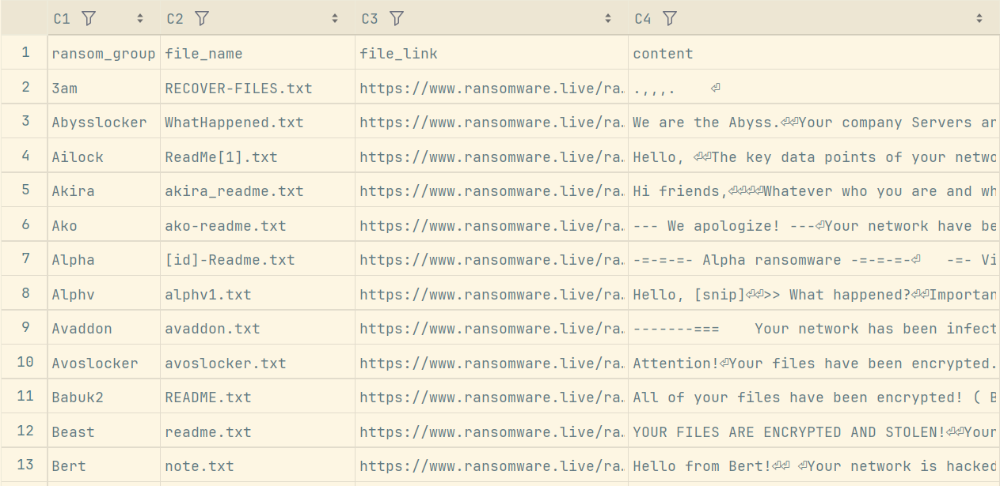 C1 C2 C3 C4
1 ransom_group file_name file_link content
2 3am RECOVER-FILES.txt https://www.ransomware.live/ra… .,,,. ⏎
3 Abysslocker WhatHappened.txt https://www.ransomware.live/ra… We are the Abyss.⏎⏎Your company Servers an
4 Ailock ReadMe[1].txt https://www.ransomware.live/ra… Hello, ⏎⏎The key data points of your netwo
5 Akira akira_readme.txt https://www.ransomware.live/ra… Hi friends,⏎⏎⏎⏎Whatever who you are and wh
6 Ako ako-readme.txt https://www.ransomware.live/ra… --- We apologize! ---⏎Your network have be
7 Alpha [id]-Readme.txt https://www.ransomware.live/ra… -=-=-=- Alpha ransomware -=-=-=-⏎ -=- Vi
8 Alphv alphv1.txt https://www.ransomware.live/ra… Hello, [snip]⏎⏎>> What happened?⏎⏎Importan
9 Avaddon avaddon.txt https://www.ransomware.live/ra… -------=== Your network has been infect
10 Avoslocker avoslocker.txt https://www.ransomware.live/ra… Attention!⏎Your files have been encrypted.
11 Babuk2 README.txt https://www.ransomware.live/ra… All of your files have been encrypted! ( B
12 Beast readme.txt https://www.ransomware.live/ra… YOUR FILES ARE ENCRYPTED AND STOLEN!⏎⏎Your
13 Bert note.txt https://www.ransomware.live/ra… Hello from Bert!⏎⏎ ⏎Your network is hacked